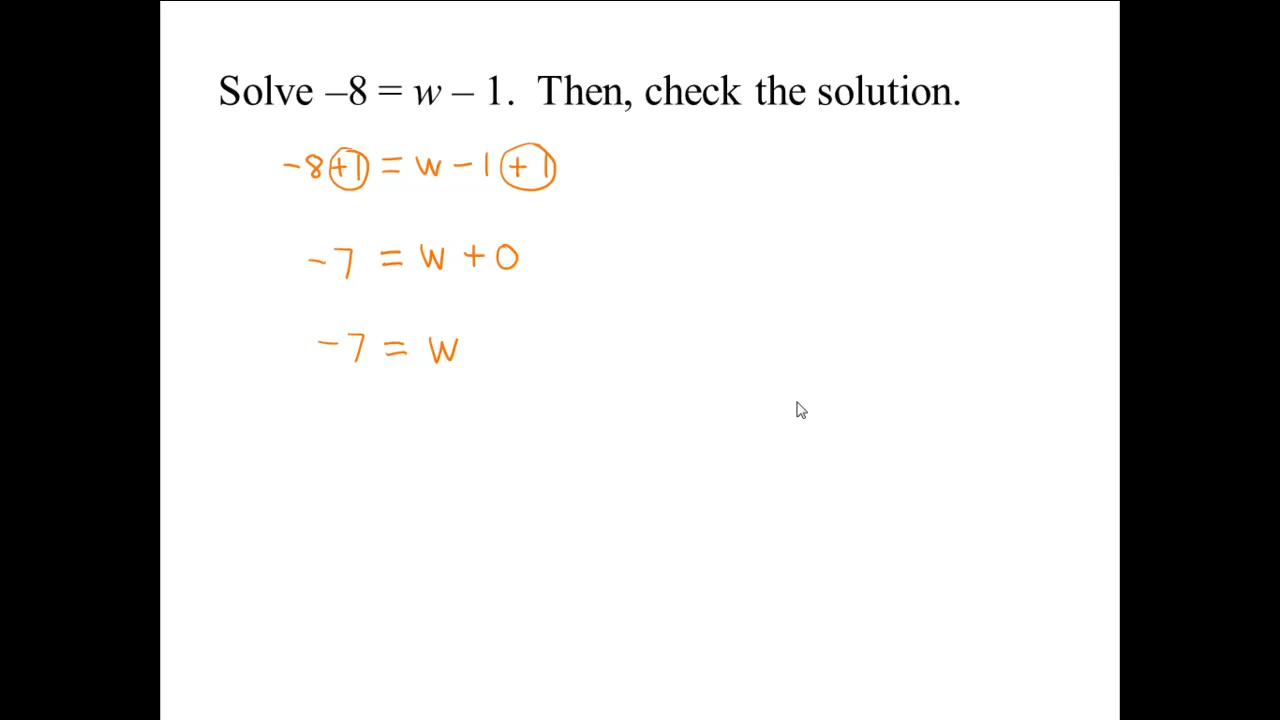 Solve –8 = w – 1.  Then, check the solution.
-8+1 = w-1+1
-7 = w+0
-7 = w